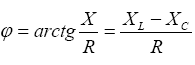 φ = arctg X/R = (X_L − X_C)/R